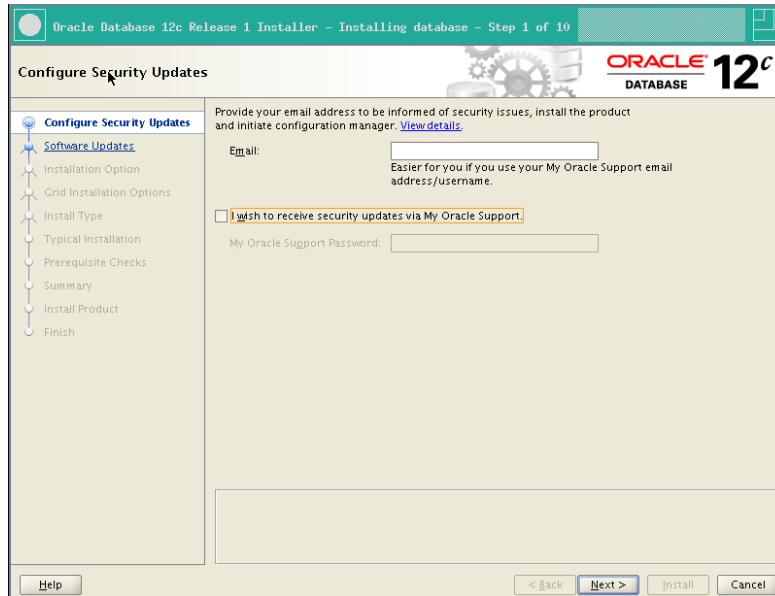 Oracle Database 12c Release 1 Installer - Installing database - Step 1 of 10
Configure Security Updates
ORACLE
DATABASE
12c
Configure Security Updates
Software Updates
Installation Option
Grid Installation Options
Install Type
Typical Installation
Prerequisite Checks
Summary
Install Product
Finish
Provide your email address to be informed of security issues, install the product
and initiate configuration manager. View details.
Email:
Easier for you if you use your My Oracle Support email
address/username.
I wish to receive security updates via My Oracle Support.
My Oracle Support Password:
Help
< Back
Next >
Install
Cancel